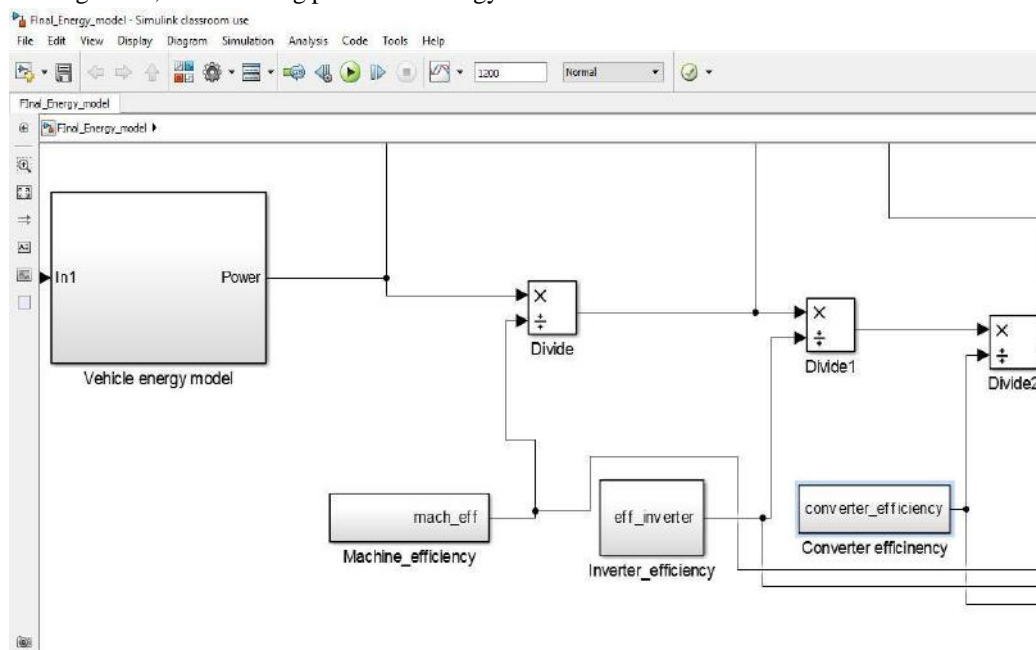 FInal_Energy_model - Simulink classroom use
File Edit View Display Diagram Simulation Analysis Code Tools Help
1200 Normal
FInal_Energy_model
FInal_Energy_model
In1 Power
Vehicle energy model
×
÷
Divide
×
÷
Divide1
×
÷
Divide2
mach_eff
Machine_efficiency
eff_inverter
Inverter_efficiency
converter_efficiency
Converter efficinency